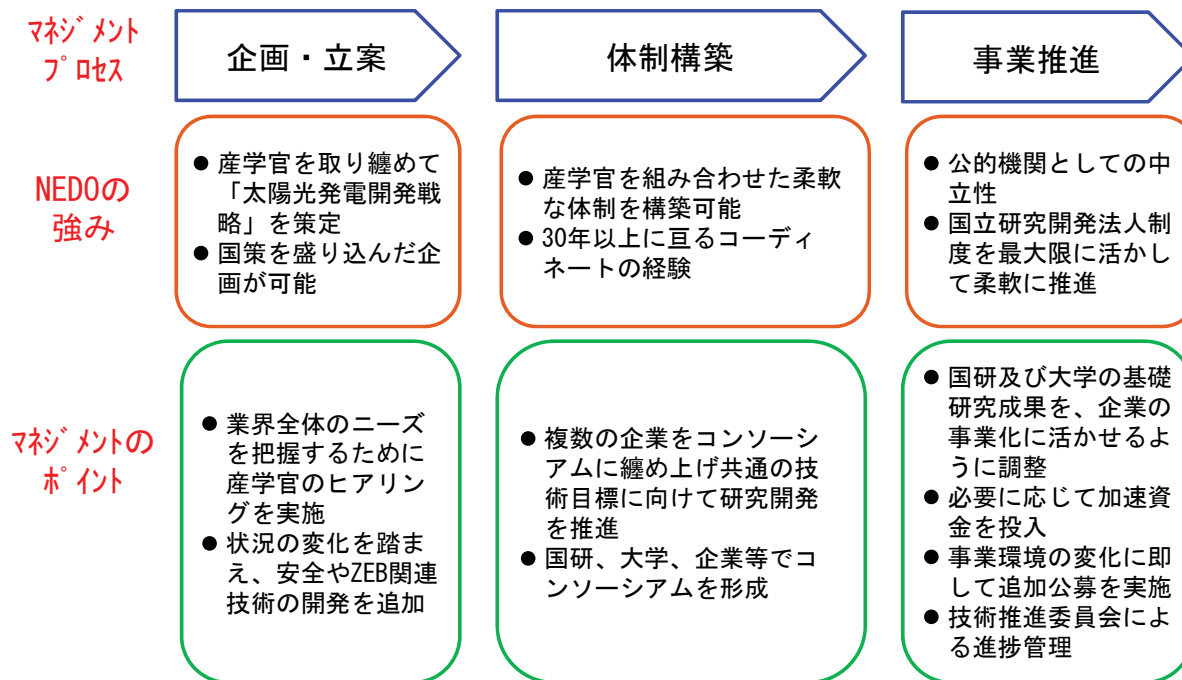 マネジメント
プロセス
企画・立案
体制構築
事業推進
NEDOの
強み
● 産学官を取り纏めて
「太陽光発電開発戦
略」を策定
● 国策を盛り込んだ企
画が可能
● 産学官を組み合わせた柔軟
な体制を構築可能
● 30年以上に亘るコーディ
ネートの経験
● 公的機関としての中
立性
● 国立研究開発法人制
度を最大限に活かし
て柔軟に推進
マネジメントの
ポイント
● 業界全体のニーズ
を把握するために
産学官のヒアリン
グを実施
● 状況の変化を踏ま
え、安全やZEB関連
技術の開発を追加
● 複数の企業をコンソーシ
アムに纏め上げ共通の技
術目標に向けて研究開発
を推進
● 国研、大学、企業等でコ
ンソーシアムを形成
● 国研及び大学の基礎
研究成果を、企業の
事業化に活かせるよ
うに調整
● 必要に応じて加速資
金を投入
● 事業環境の変化に即
して追加公募を実施
● 技術推進委員会によ
る進捗管理